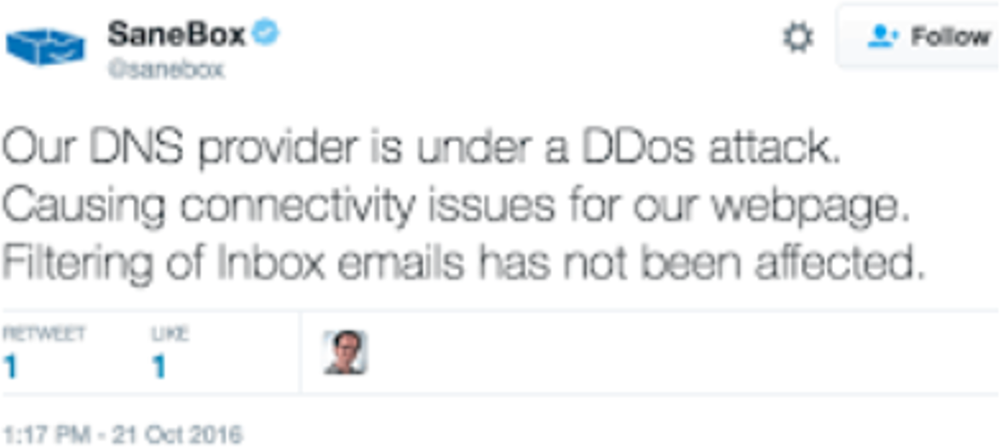 SaneBox
@sanebox
Follow
Our DNS provider is under a DDos attack.
Causing connectivity issues for our webpage.
Filtering of Inbox emails has not been affected.
RETWEET LIKE
1 1
1:17 PM - 21 Oct 2016